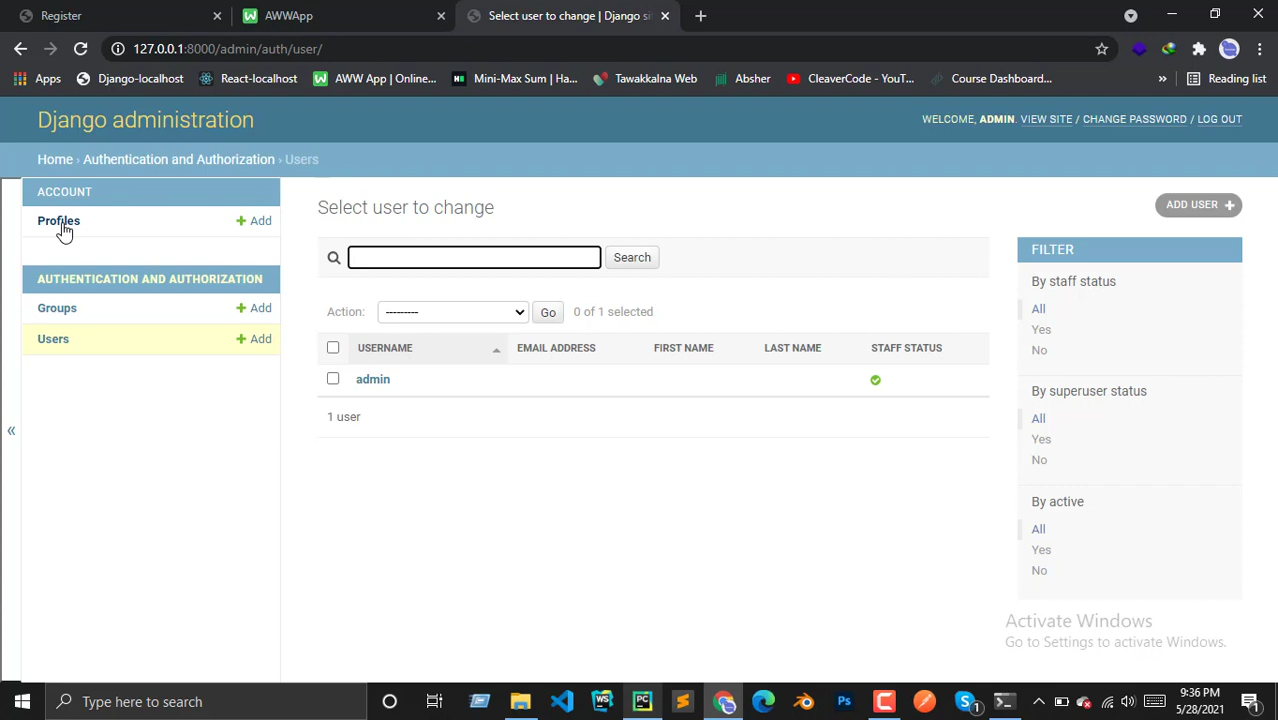 Register
AWWApp
Select user to change | Django si
127.0.0.1:8000/admin/auth/user/
Apps
Django-localhost
React-localhost
AWW App | Online...
Mini-Max Sum | Ha...
Tawakkalna Web
Absher
CleaverCode - YouT...
Course Dashboard...
»
Reading list
Django administration
WELCOME, ADMIN. VIEW SITE / CHANGE PASSWORD / LOG OUT
Home › Authentication and Authorization › Users
ACCOUNT
Profiles
+ Add
AUTHENTICATION AND AUTHORIZATION
Groups
+ Add
Users
+ Add
«
Select user to change
ADD USER +
Search
Action:
---------
Go
0 of 1 selected
USERNAME
EMAIL ADDRESS
FIRST NAME
LAST NAME
STAFF STATUS
admin
1 user
FILTER
By staff status
All
Yes
No
By superuser status
All
Yes
No
By active
All
Yes
No
Activate Windows
Go to Settings to activate Windows.
Type here to search
WS
PC
Ps
1
9:36 PM
5/28/2021
1